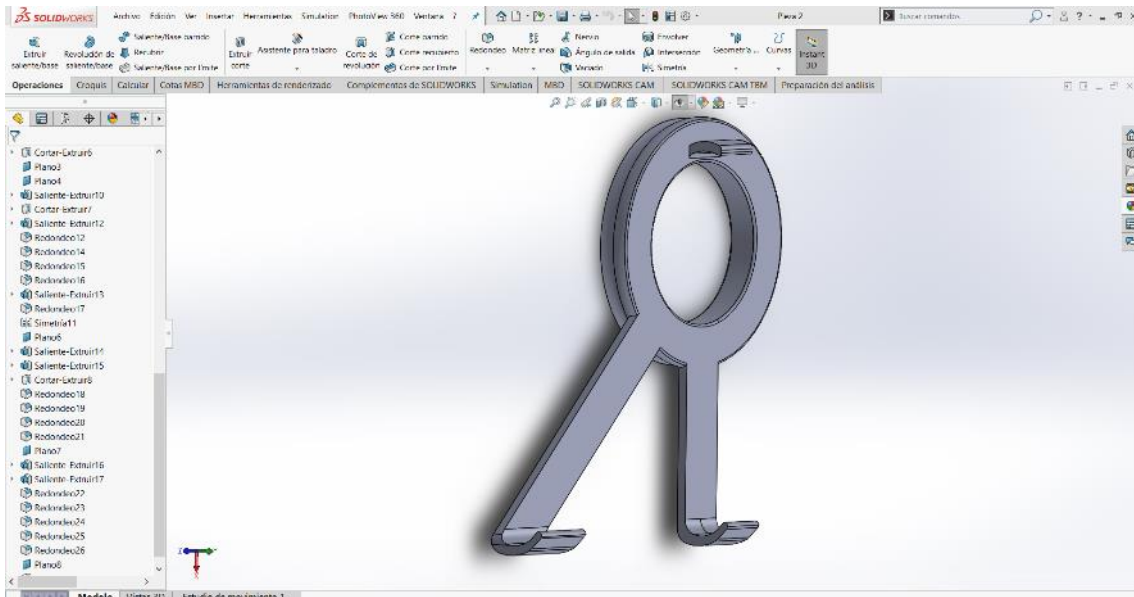 SOLIDWORKS Archivo Edición Ver Insertar Herramientas Simulation PhotoView 360 Ventana ? Pieza 2 Buscar comandos
Extruir saliente/base
Revolución de saliente/base
Saliente/Base barrido
Recubrir
Saliente/Base por límite
Extruir corte
Asistente para taladro
Corte de revolución
Corte barrido
Corte recubierto
Corte por límite
Redondeo
Matriz lineal
Nervio
Ángulo de salida
Vaciado
Envolver
Intersección
Simetría
Geometría...
Curvas
Instant 3D
Operaciones Croquis Calcular Cotas MBD Herramientas de renderizado Complementos de SOLIDWORKS Simulation MBD SOLIDWORKS CAM SOLIDWORKS CAM TBM Preparación del análisis
Cortar-Extruir6
Plano3
Plano4
Saliente-Extruir10
Cortar-Extruir7
Saliente-Extruir12
Redondeo12
Redondeo14
Redondeo15
Redondeo16
Saliente-Extruir13
Redondeo17
Simetría11
Plano6
Saliente-Extruir14
Saliente-Extruir15
Cortar-Extruir8
Redondeo18
Redondeo19
Redondeo20
Redondeo21
Plano7
Saliente-Extruir16
Saliente-Extruir17
Redondeo22
Redondeo23
Redondeo24
Redondeo25
Redondeo26
Plano8
Modelo Vistas 3D Estudio de movimiento 1